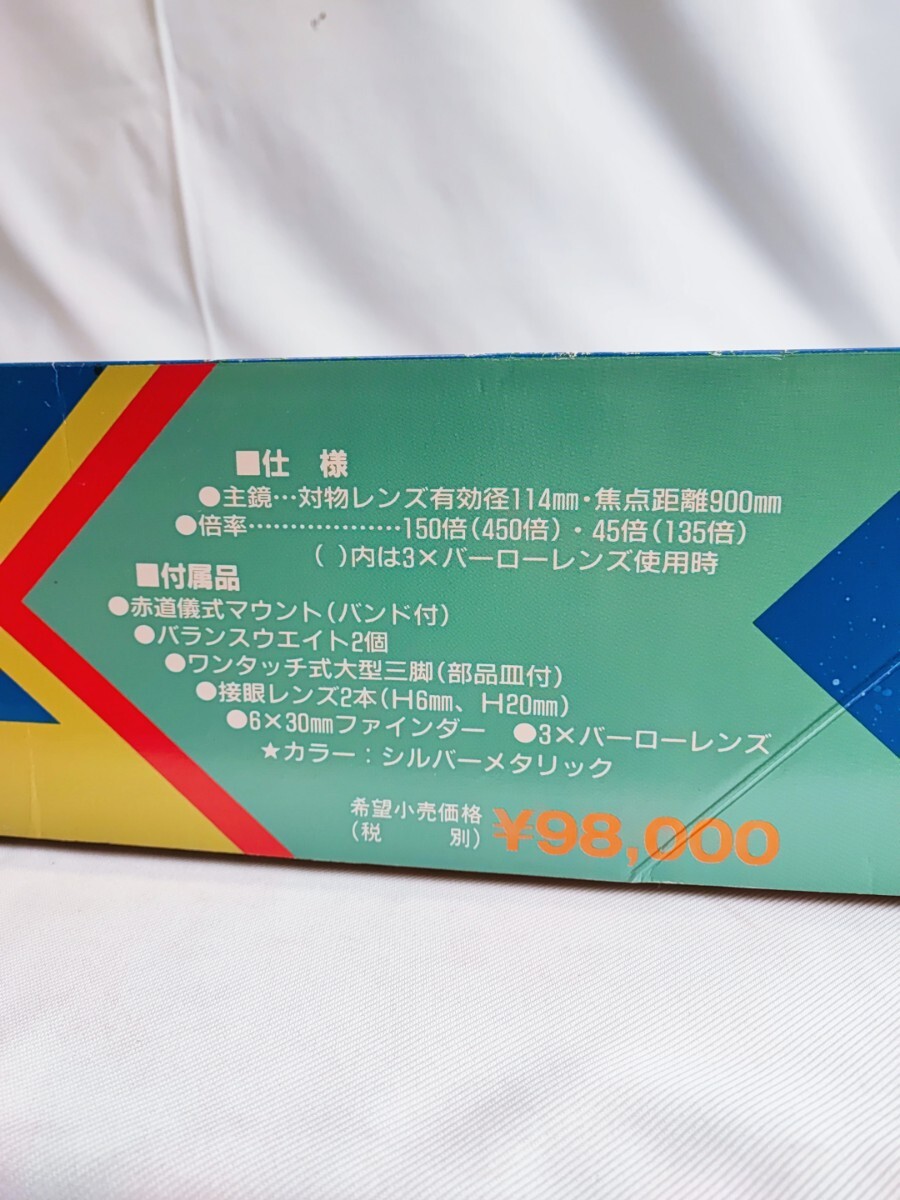 ■仕 様
●主鏡…対物レンズ有効径114mm・焦点距離900mm
●倍率………………150倍(450倍)・45倍(135倍)
( )内は3×バーローレンズ使用時
■付属品
●赤道儀式マウント(バンド付)
●バランスウエイト2個
●ワンタッチ式大型三脚(部品皿付)
●接眼レンズ2本(H6mm、H20mm)
●6×30mmファインダー ●3×バーローレンズ
★カラー:シルバーメタリック
希望小売価格
(税 別) ¥98,000